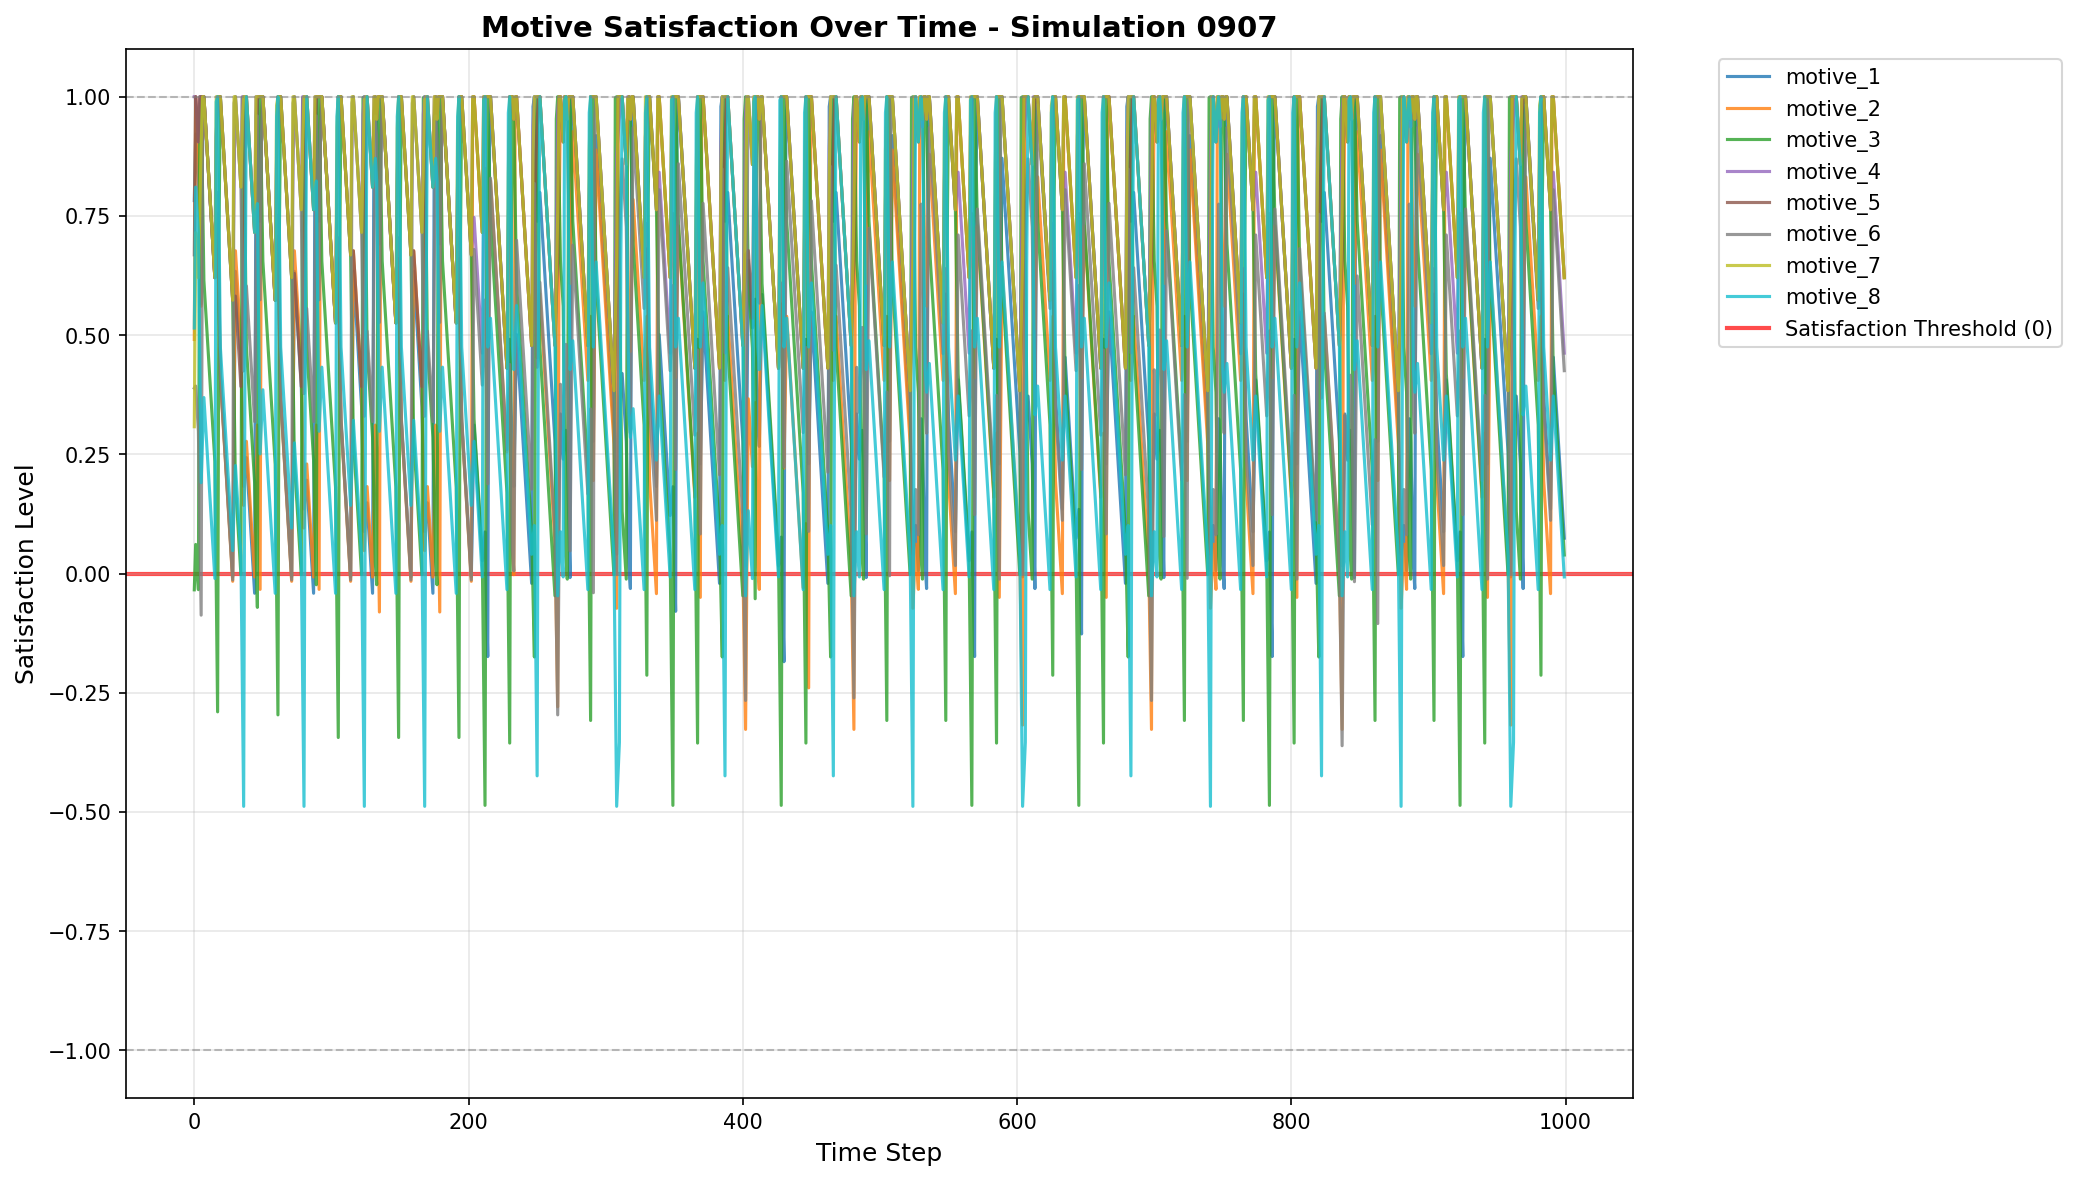 Motive Satisfaction Over Time - Simulation 0907
1.00
0.75
0.50
0.25
0.00
−0.25
−0.50
−0.75
−1.00
Satisfaction Level
0
200
400
600
800
1000
Time Step
motive_1
motive_2
motive_3
motive_4
motive_5
motive_6
motive_7
motive_8
Satisfaction Threshold (0)